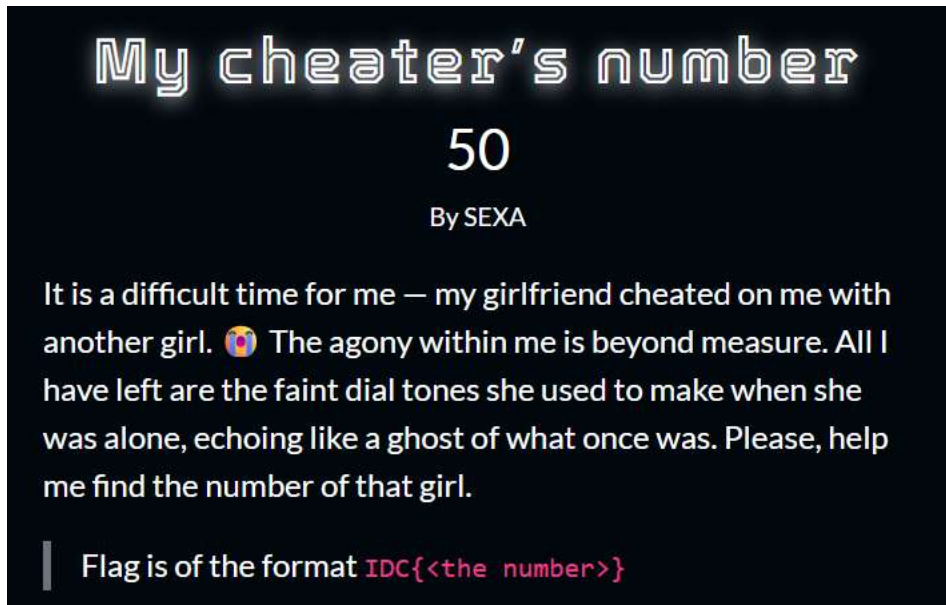 My cheater's number
50
By SEXA
It is a difficult time for me — my girlfriend cheated on me with
another girl. 😭 The agony within me is beyond measure. All I
have left are the faint dial tones she used to make when she
was alone, echoing like a ghost of what once was. Please, help
me find the number of that girl.
Flag is of the format IDC{<the number>}